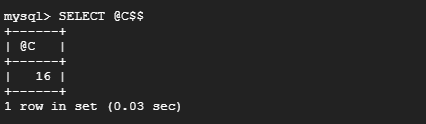 mysql> SELECT @C$$
+------+
| @C   |
+------+
|   16 |
+------+
1 row in set (0.03 sec)